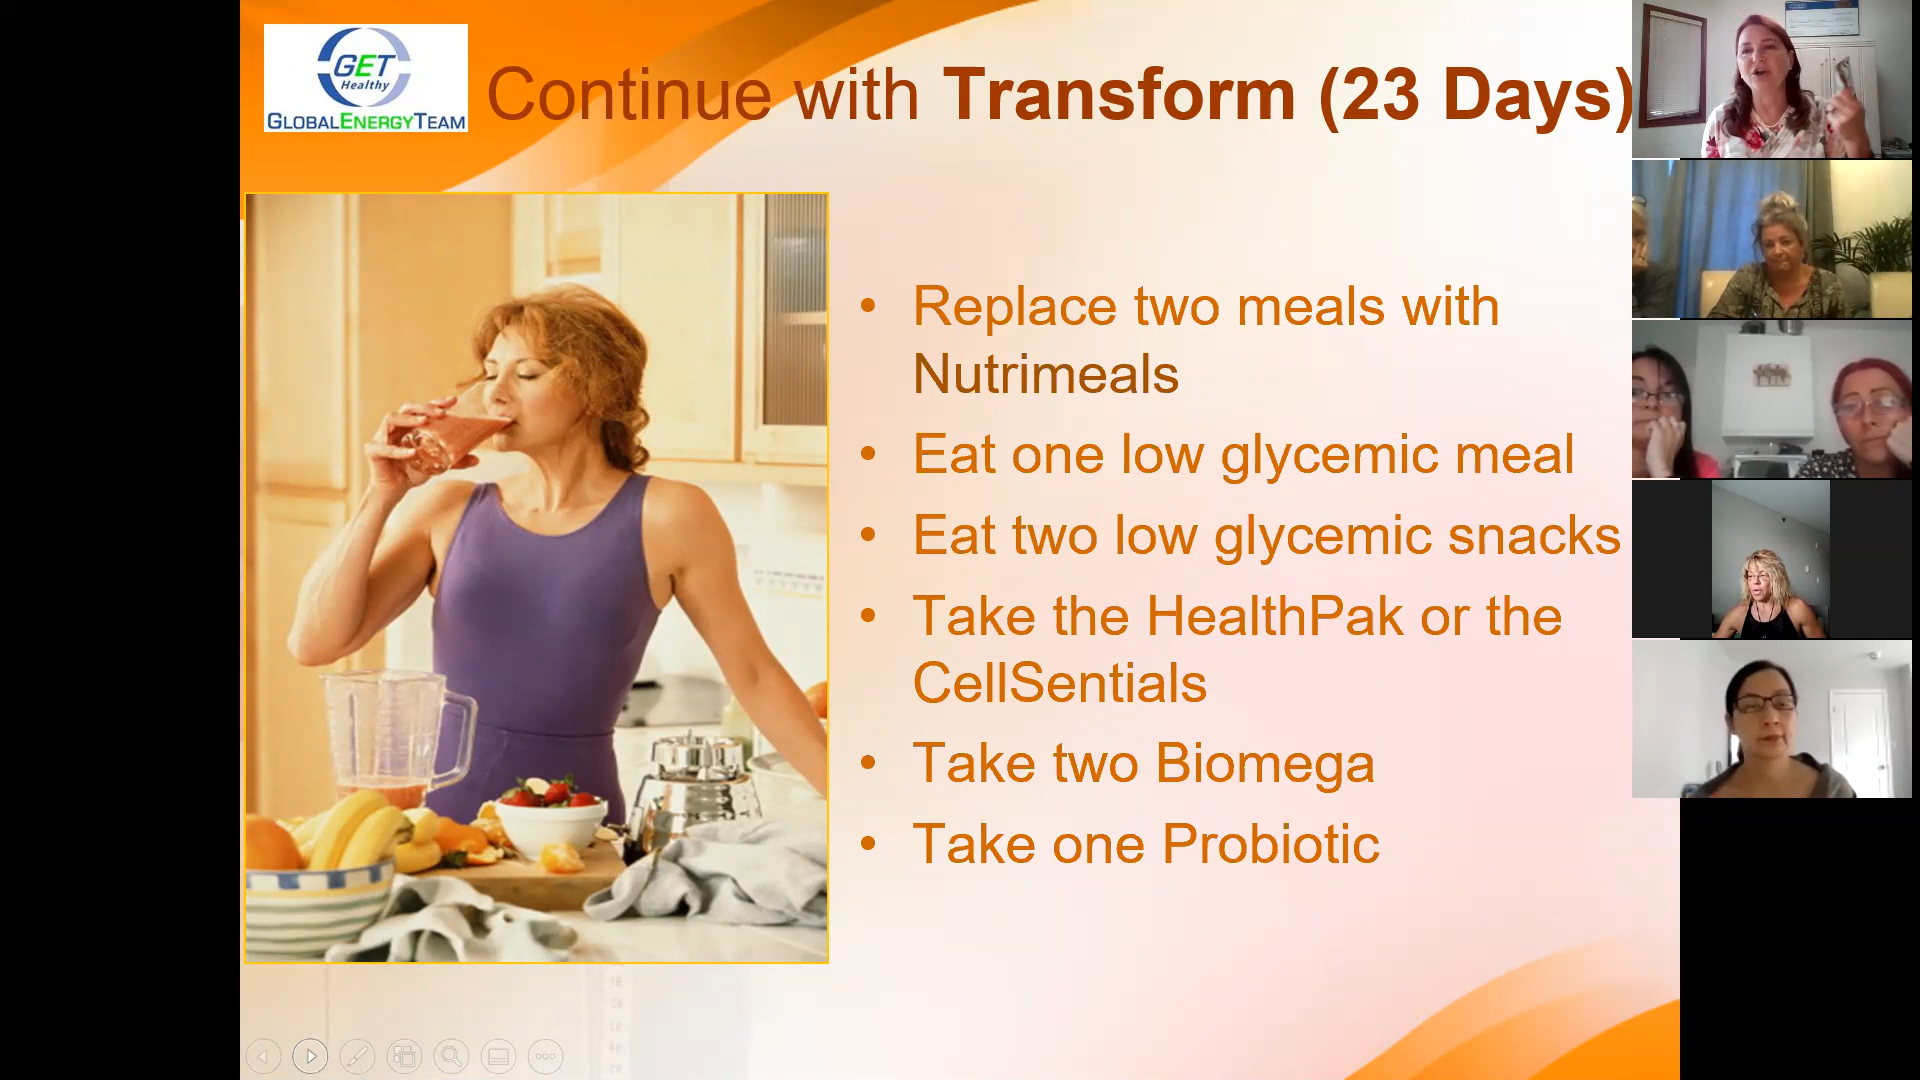 GET
Healthy
GLOBALENERGYTEAM
Continue with Transform (23 Days)
• Replace two meals with
Nutrimeals
• Eat one low glycemic meal
• Eat two low glycemic snacks
• Take the HealthPak or the
CellSentials
• Take two Biomega
• Take one Probiotic